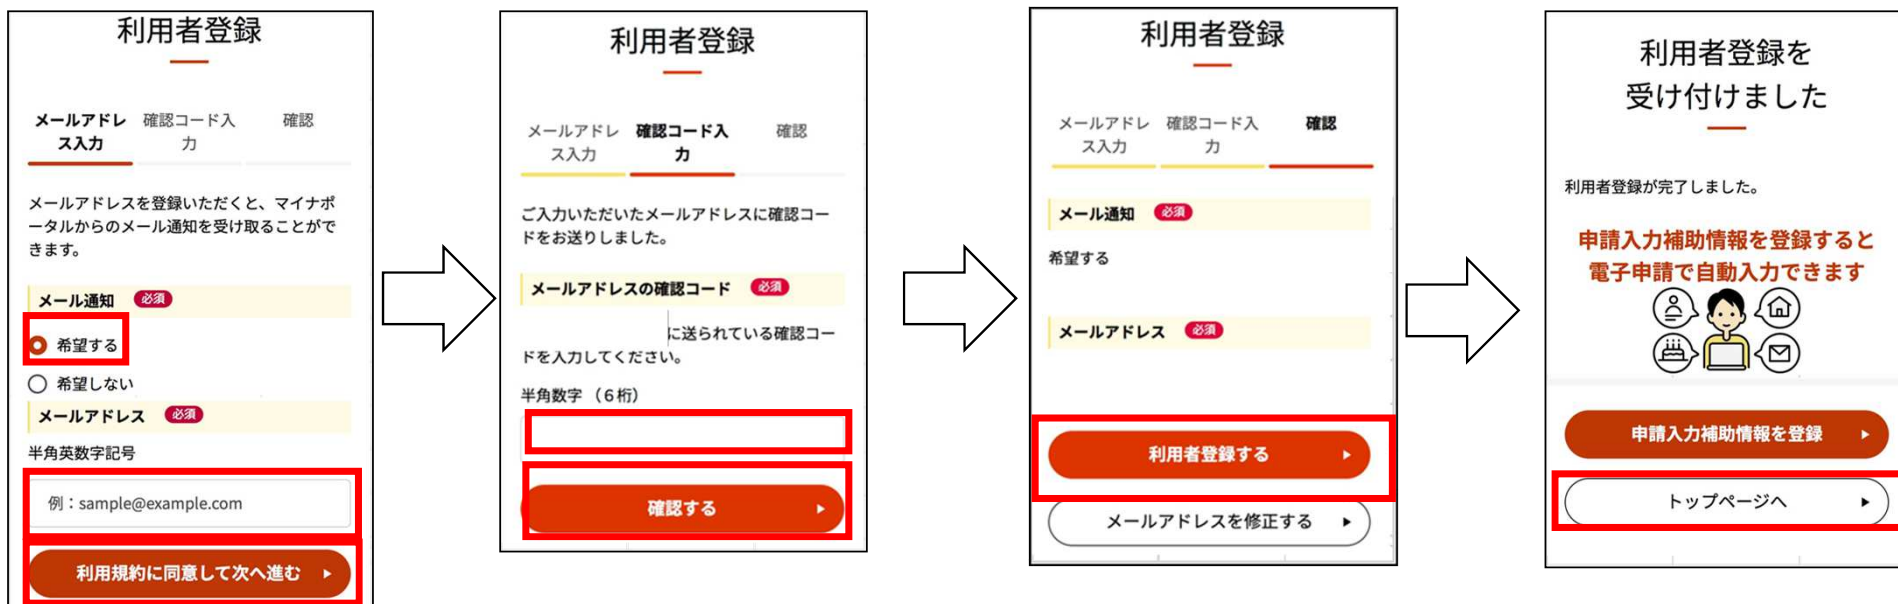 利用者登録
メールアドレ
ス入力
確認コード入
力
確認
メールアドレスを登録いただくと、マイナポ
ータルからのメール通知を受け取ることがで
きます。
メール通知 必須
希望する
希望しない
メールアドレス 必須
半角英数字記号
例：sample@example.com
利用規約に同意して次へ進む
利用者登録
メールアドレ
ス入力
確認コード入
力
確認
ご入力いただいたメールアドレスに確認コー
ドをお送りしました。
メールアドレスの確認コード 必須
に送られている確認コー
ドを入力してください。
半角数字（6桁）
確認する
利用者登録
メールアドレ
ス入力
確認コード入
力
確認
メール通知 必須
希望する
メールアドレス 必須
利用者登録する
メールアドレスを修正する
利用者登録を
受け付けました
利用者登録が完了しました。
申請入力補助情報を登録すると
電子申請で自動入力できます
申請入力補助情報を登録
トップページへ